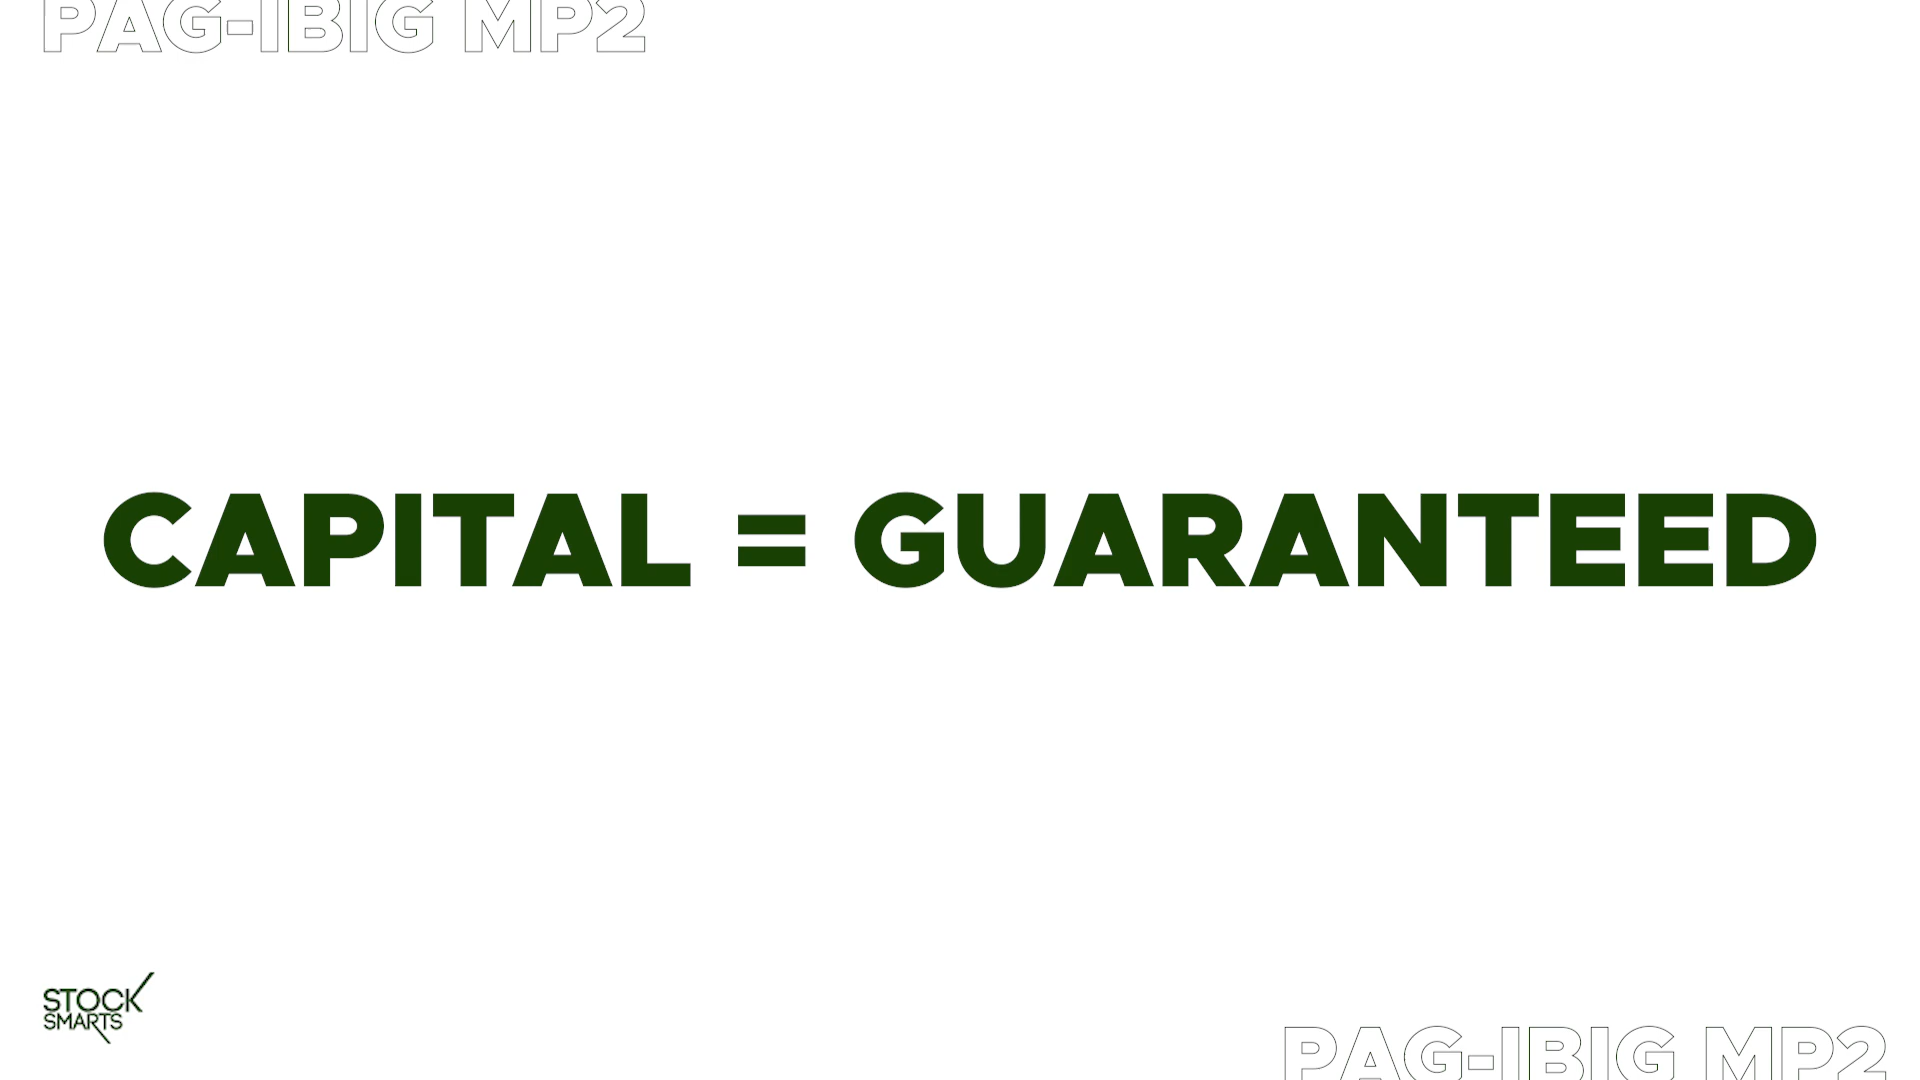 PAG-IBIG MP2
CAPITAL = GUARANTEED
STOCK
SMARTS
PAG-IBIG MP2